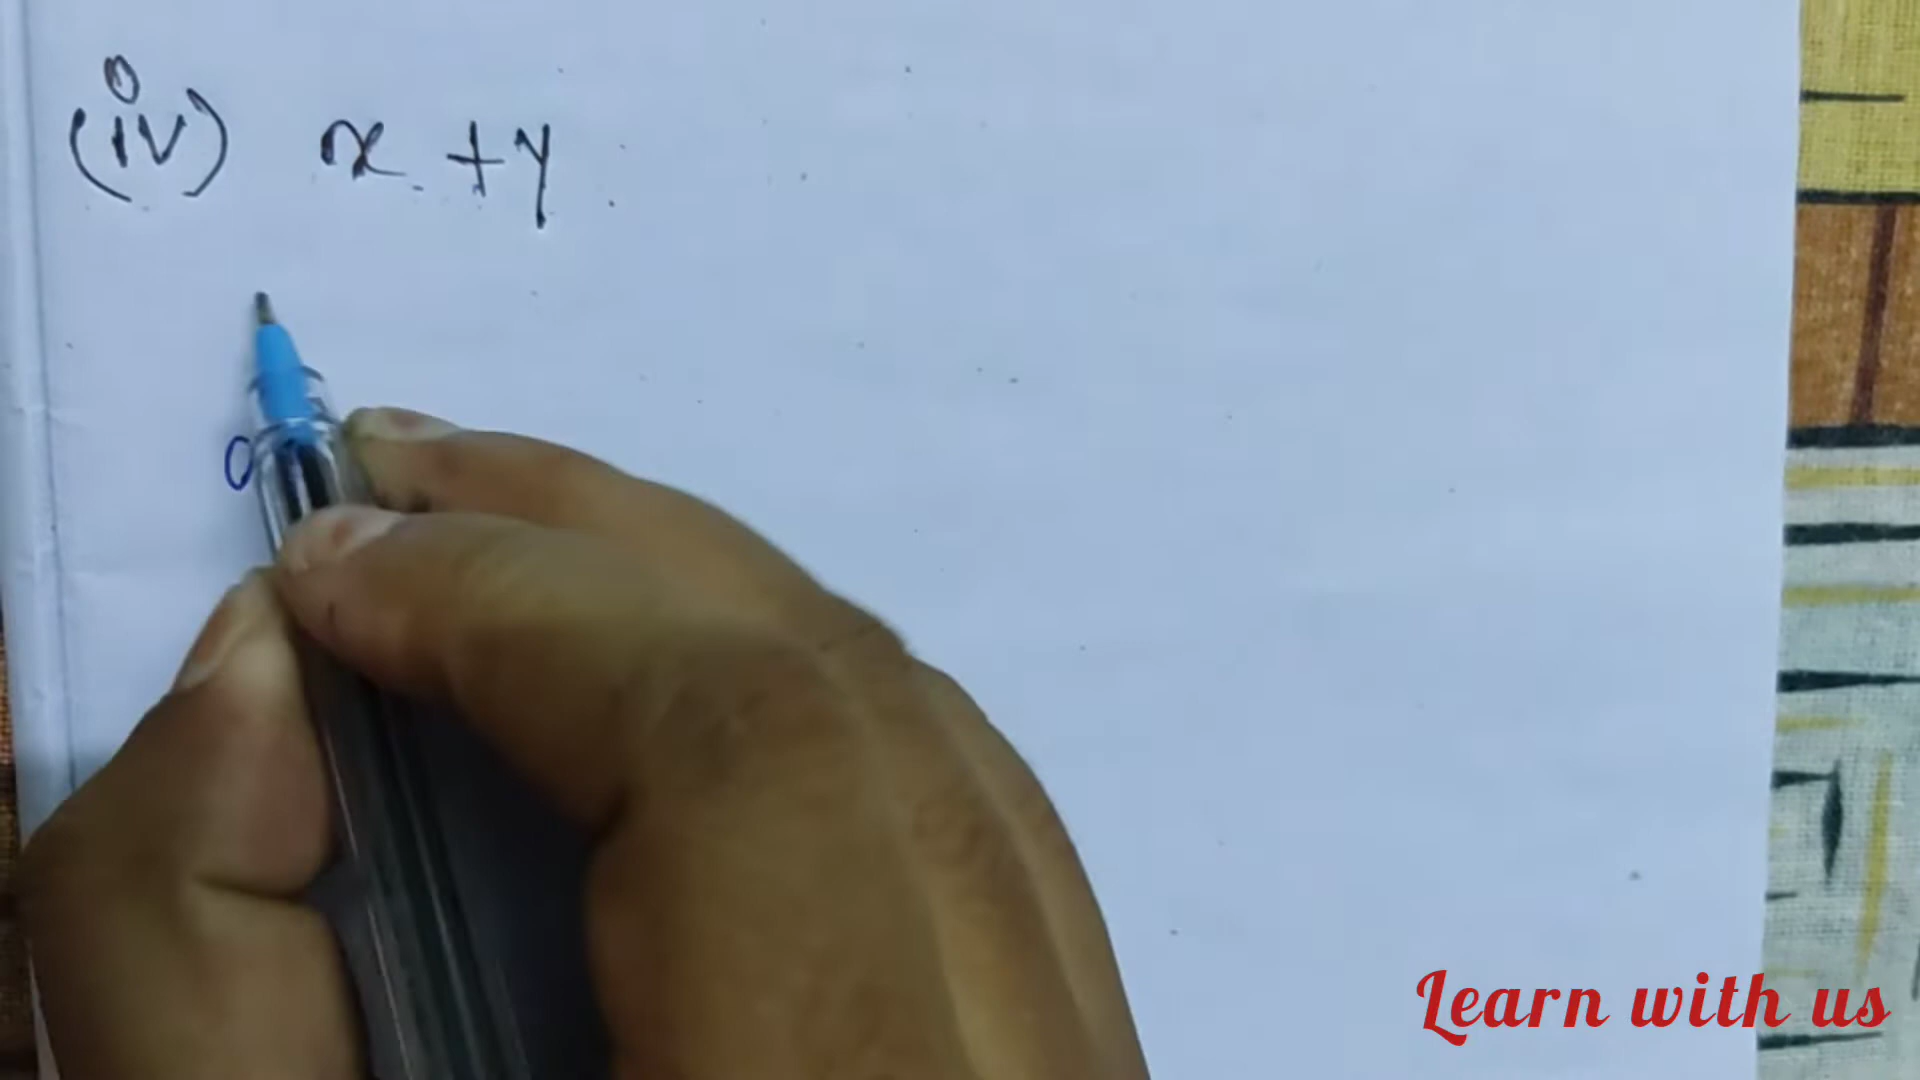 (iv) x + y
Learn with us